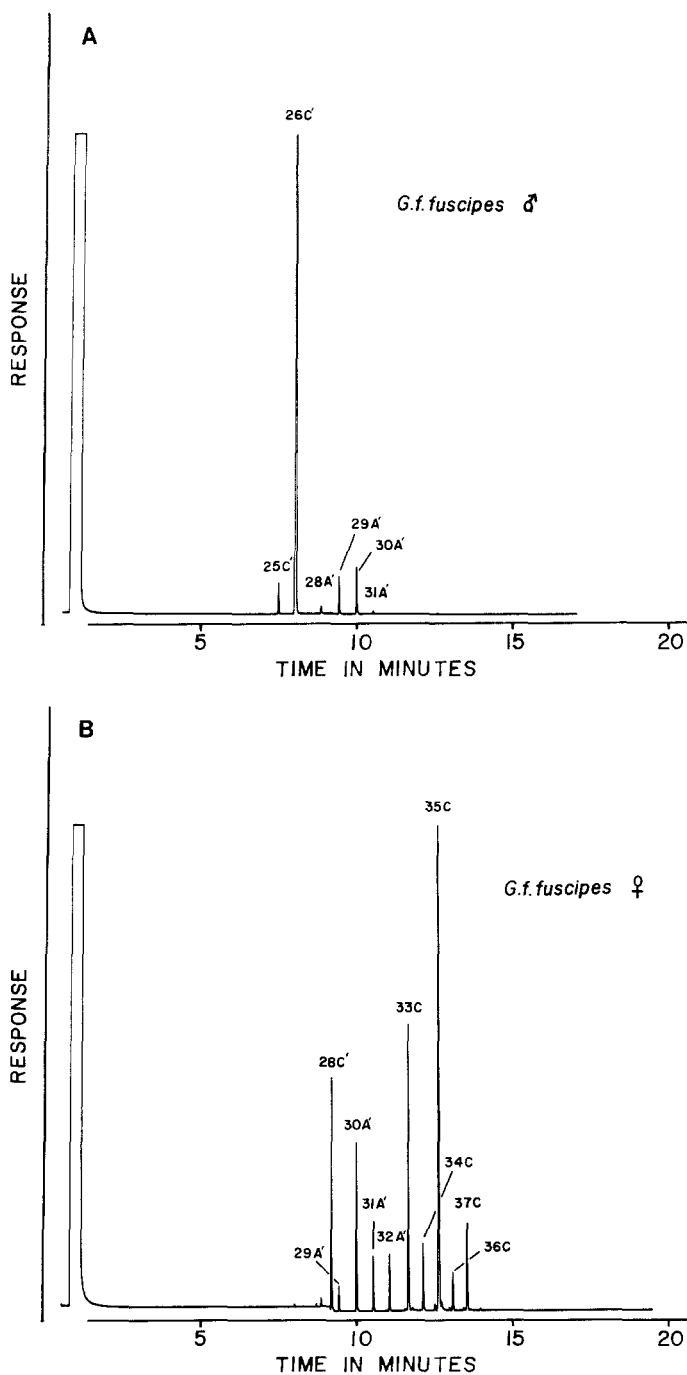 A
26C′
G.f. fuscipes ♂
RESPONSE
29A′
30A′
25C′
28A′
31A′
5 10 15 20
TIME IN MINUTES
B
35C
G.f. fuscipes ♀
RESPONSE
33C
28C′
30A′
34C
31A′
37C
32A′
36C
29A′
5 10 15 20
TIME IN MINUTES